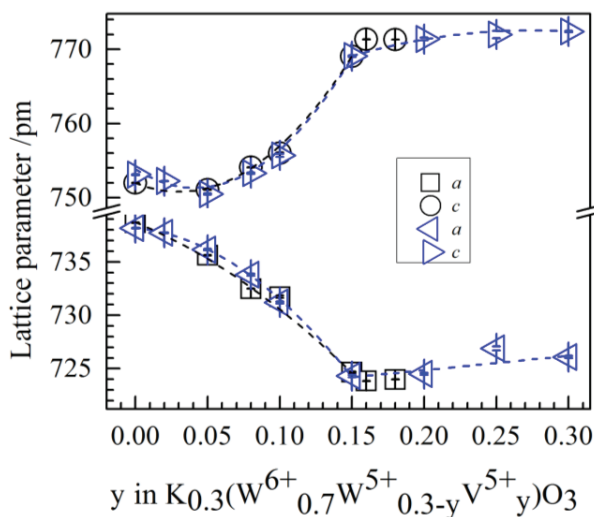 770
760
750
735
730
725
Lattice parameter /pm
a
c
a
c
0.00 0.05 0.10 0.15 0.20 0.25 0.30
y in K0.3(W6+0.7W5+0.3-yV5+y)O3